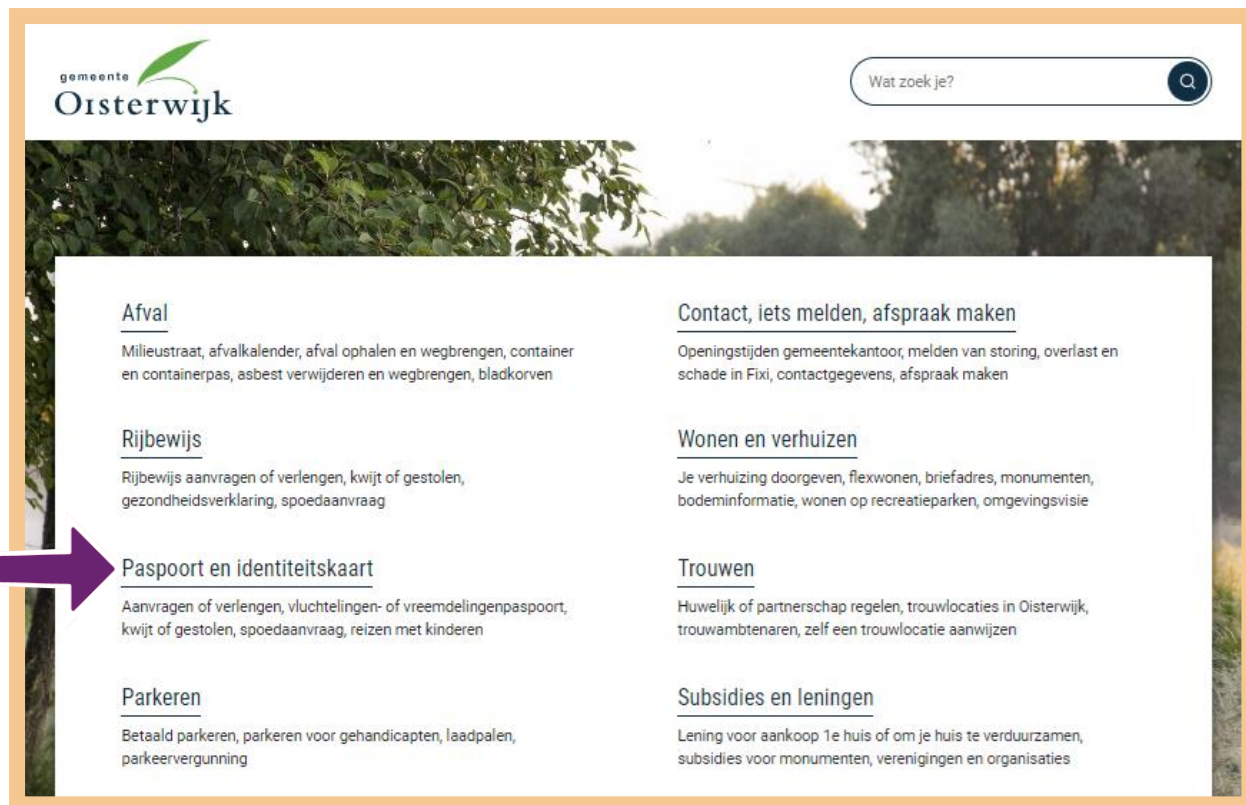 gemeente
Oisterwijk
Wat zoek je?
Afval
Milieustraat, afvalkalender, afval ophalen en wegbrengen, container
en containerpas, asbest verwijderen en wegbrengen, bladkorven
Contact, iets melden, afspraak maken
Openingstijden gemeentekantoor, melden van storing, overlast en
schade in Fixi, contactgegevens, afspraak maken
Rijbewijs
Rijbewijs aanvragen of verlengen, kwijt of gestolen,
gezondheidsverklaring, spoedaanvraag
Wonen en verhuizen
Je verhuizing doorgeven, flexwonen, briefadres, monumenten,
bodeminformatie, wonen op recreatieparken, omgevingsvisie
Paspoort en identiteitskaart
Aanvragen of verlengen, vluchtelingen- of vreemdelingenpaspoort,
kwijt of gestolen, spoedaanvraag, reizen met kinderen
Trouwen
Huwelijk of partnerschap regelen, trouwlocaties in Oisterwijk,
trouwambtenaren, zelf een trouwlocatie aanwijzen
Parkeren
Betaald parkeren, parkeren voor gehandicapten, laadpalen,
parkeervergunning
Subsidies en leningen
Lening voor aankoop 1e huis of om je huis te verduurzamen,
subsidies voor monumenten, verenigingen en organisaties